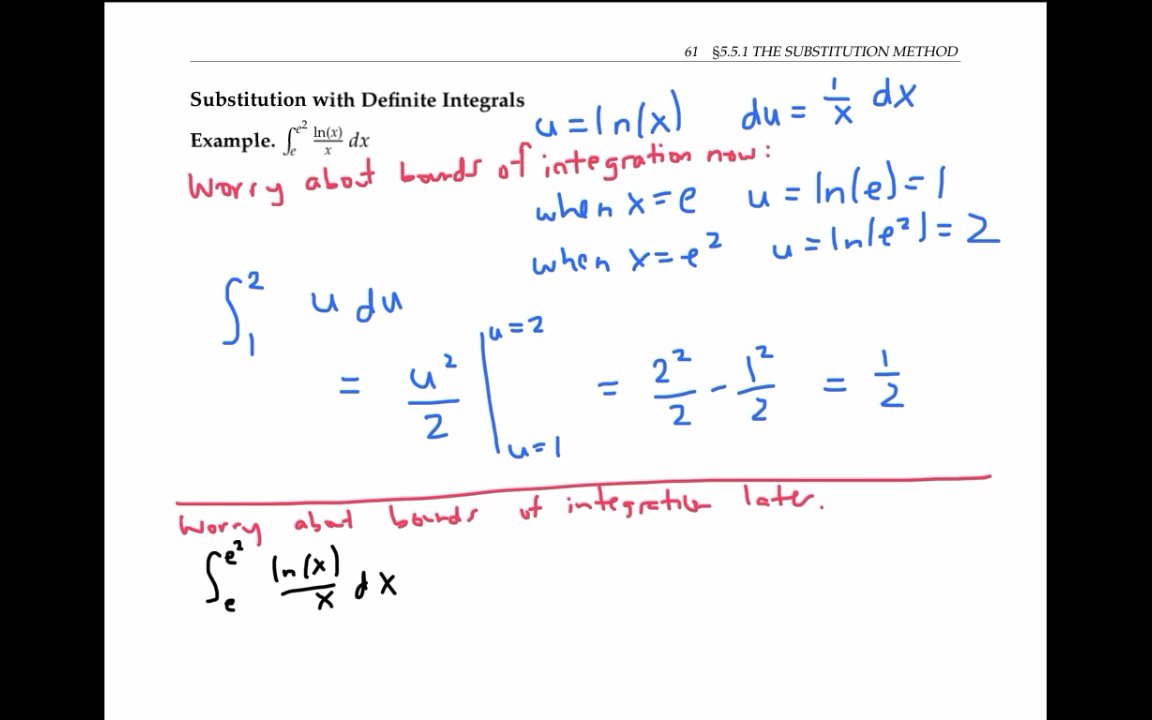 61 §5.5.1 THE SUBSTITUTION METHOD
Substitution with Definite Integrals
Example. ∫_e^{e²} ln(x)/x dx
u = ln(x) du = 1/x dx
Worry about bounds of integration now:
when x = e u = ln(e) = 1
when x = e² u = ln(e²) = 2
∫_1^2 u du
= u²/2 |_{u=1}^{u=2} = 2²/2 - 1²/2 = 1/2
Worry about bounds of integration later.
∫_e^{e²} ln(x)/x dx